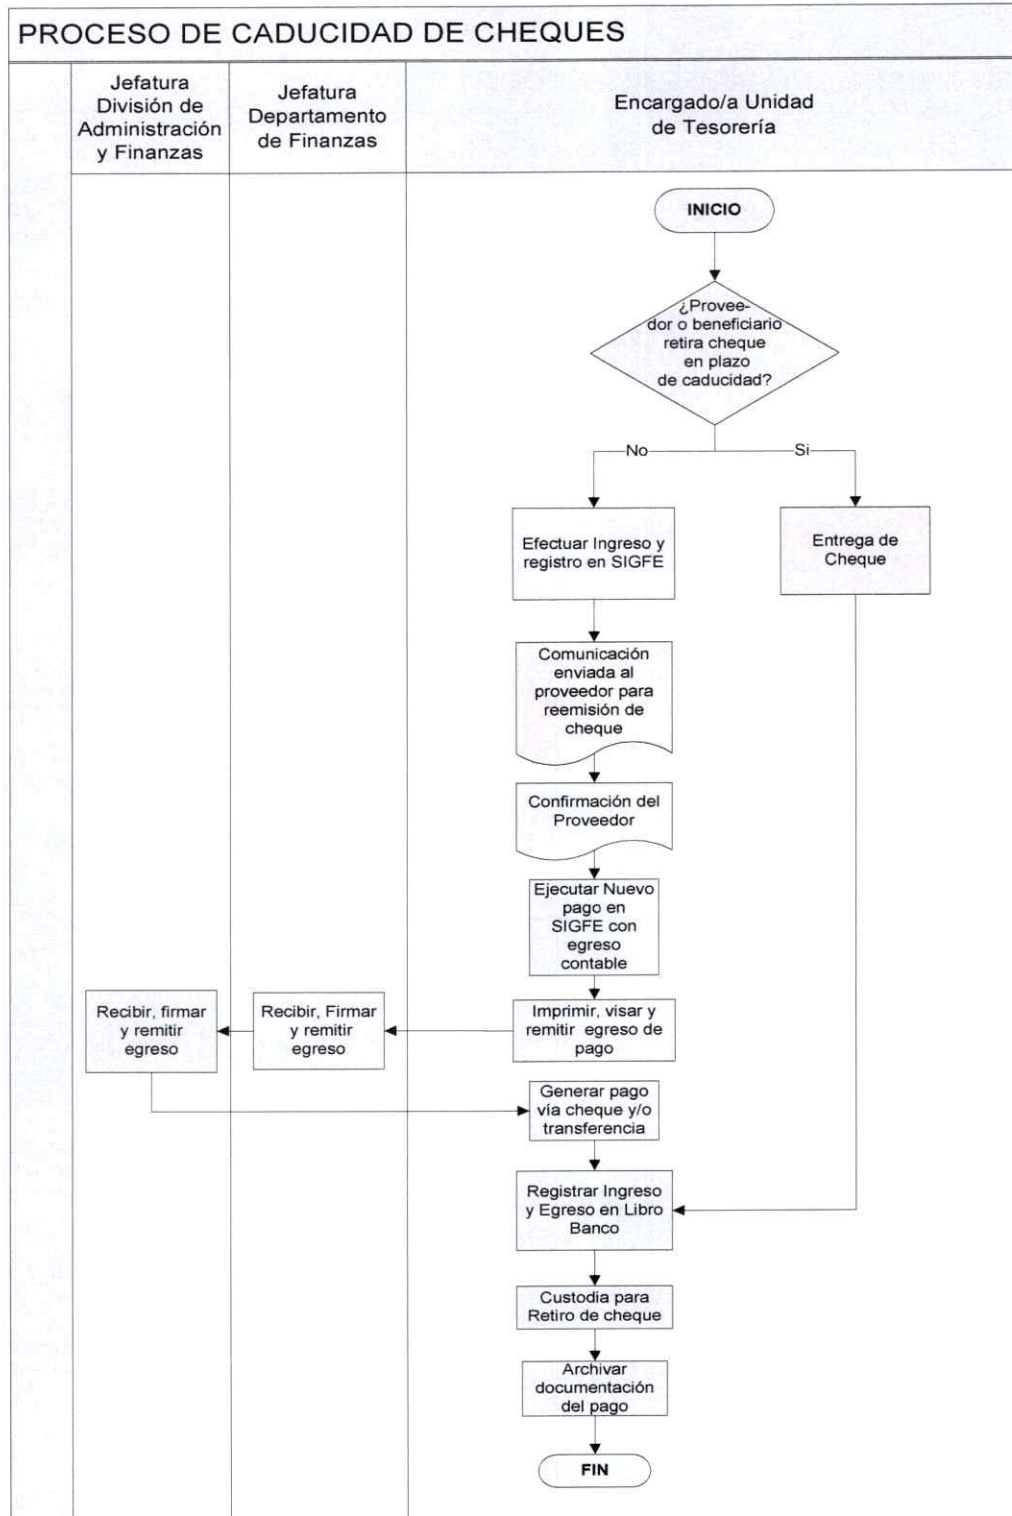 PROCESO DE CADUCIDAD DE CHEQUES
Jefatura
División de
Administración
y Finanzas
Jefatura
Departamento
de Finanzas
Encargado/a Unidad
de Tesorería
INICIO
¿Provee-
dor o beneficiario
retira cheque
en plazo
de caducidad?
No
Si
Efectuar Ingreso y
registro en SIGFE
Entrega de
Cheque
Comunicación
enviada al
proveedor para
reemisión de
cheque
Confirmación del
Proveedor
Ejecutar Nuevo
pago en
SIGFE con
egreso
contable
Recibir, firmar
y remitir
egreso
Recibir, Firmar
y remitir
egreso
Imprimir, visar y
remitir egreso de
pago
Generar pago
vía cheque y/o
transferencia
Registrar Ingreso
y Egreso en Libro
Banco
Custodia para
Retiro de cheque
Archivar
documentación
del pago
FIN